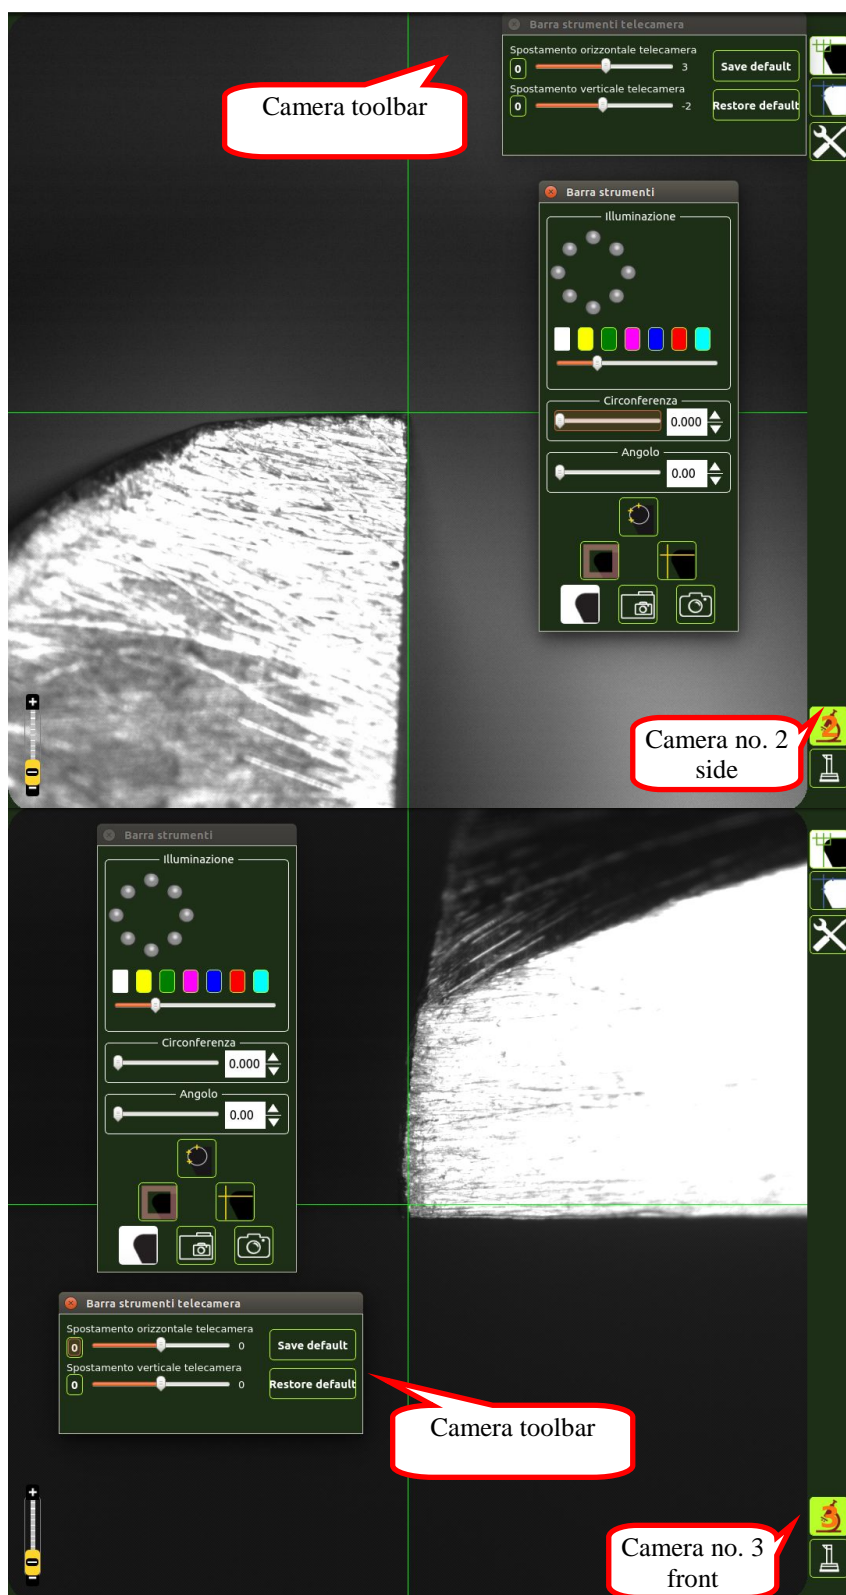 Barra strumenti telecamera
Spostamento orizzontale telecamera
0
3
Save default
Spostamento verticale telecamera
0
-2
Restore default
Camera toolbar
Barra strumenti
Illuminazione
Circonferenza
0.000
Angolo
0.00
Camera no. 2
side
2
Barra strumenti
Illuminazione
Circonferenza
0.000
Angolo
0.00
Barra strumenti telecamera
Spostamento orizzontale telecamera
0
0
Save default
Spostamento verticale telecamera
0
0
Restore default
Camera toolbar
3
Camera no. 3
front